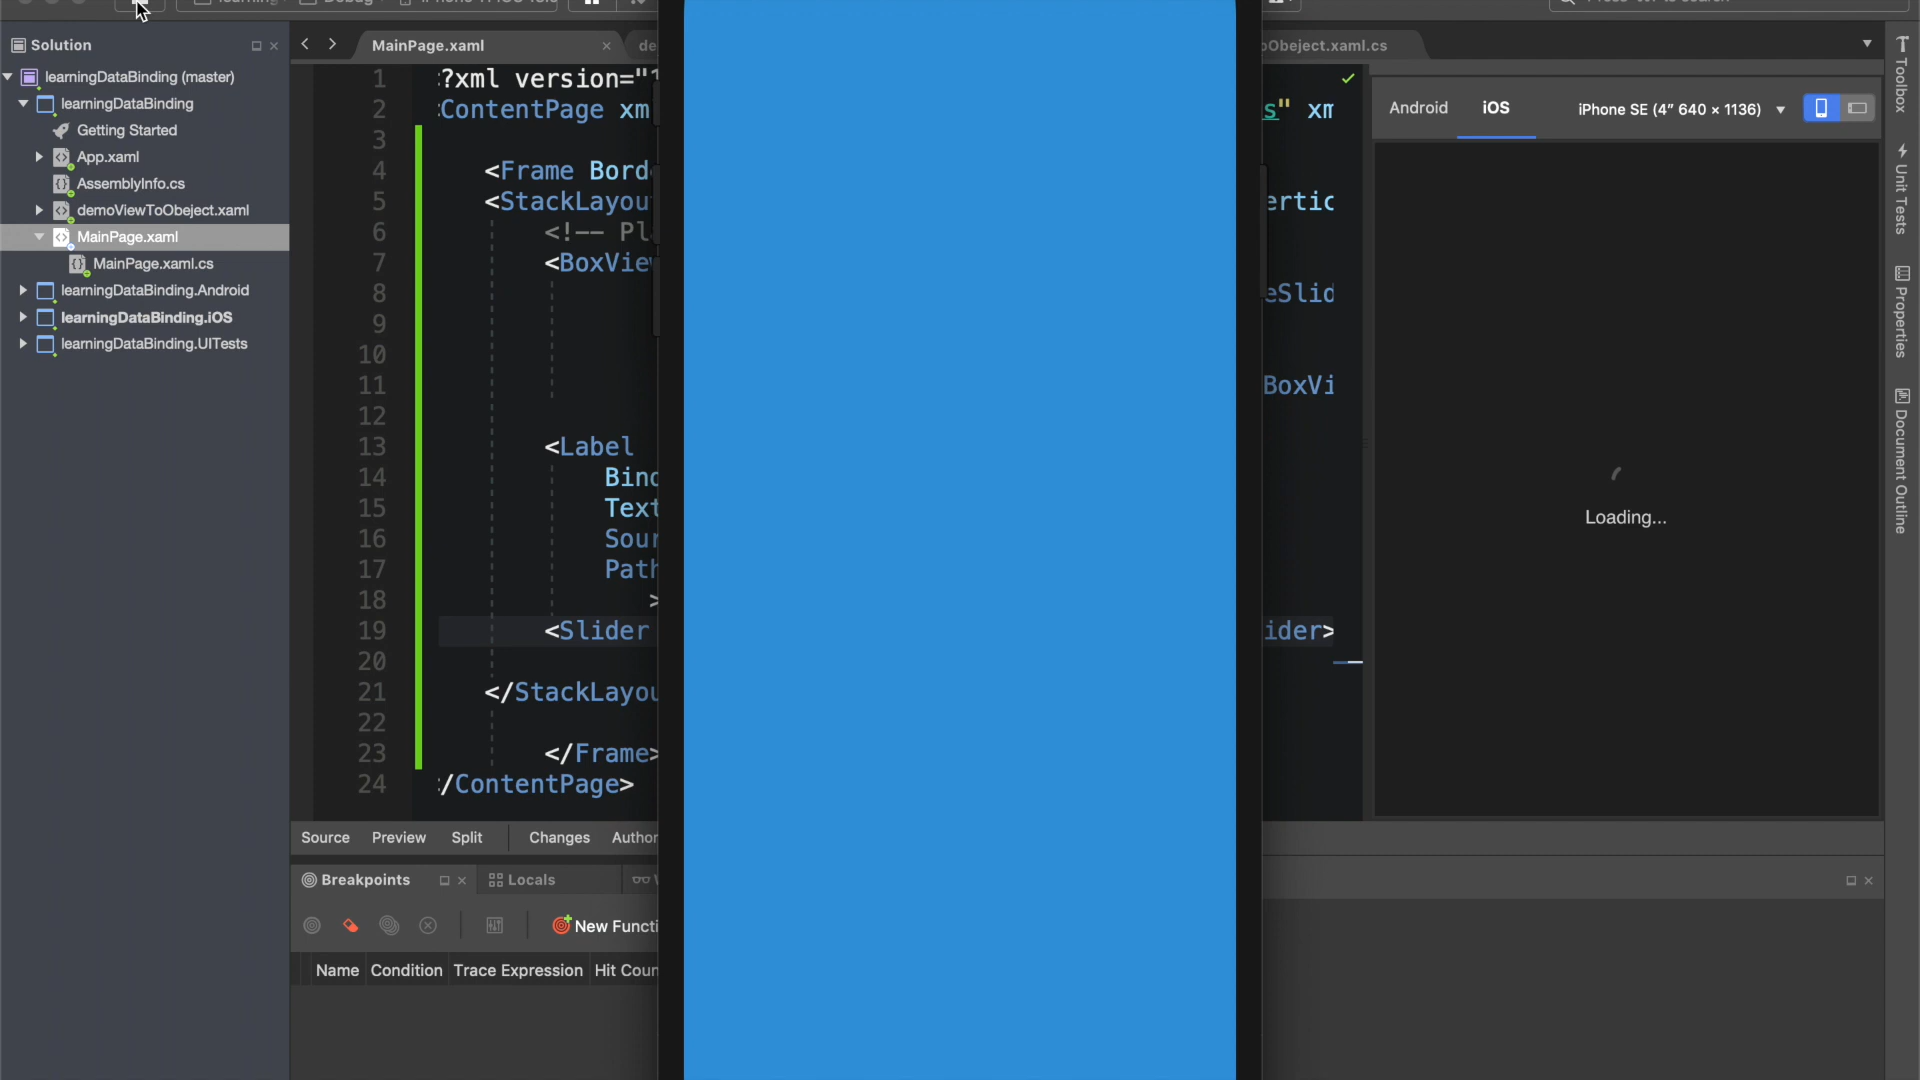 Solution
learningDataBinding (master)
learningDataBinding
Getting Started
App.xaml
AssemblyInfo.cs
demoViewToObeject.xaml
MainPage.xaml
MainPage.xaml.cs
learningDataBinding.Android
learningDataBinding.iOS
learningDataBinding.UITests
MainPage.xaml
de
oObeject.xaml.cs
1 ?xml version="1
2 ContentPage xm s" xm
3
4 <Frame Bord
5 <StackLayou ertic
6 <!-- Pl
7 <BoxView
8 eSlid
9
10
11 BoxVi
12
13 <Label
14 Bind
15 Text
16 Sour
17 Path
18 >
19 <Slider ider>
20
21 </StackLayou
22
23 </Frame>
24 /ContentPage>
Source Preview Split Changes Author
Android iOS iPhone SE (4" 640 × 1136)
Loading...
Toolbox
Unit Tests
Properties
Document Outline
Breakpoints
Locals
New Functi
Name Condition Trace Expression Hit Coun